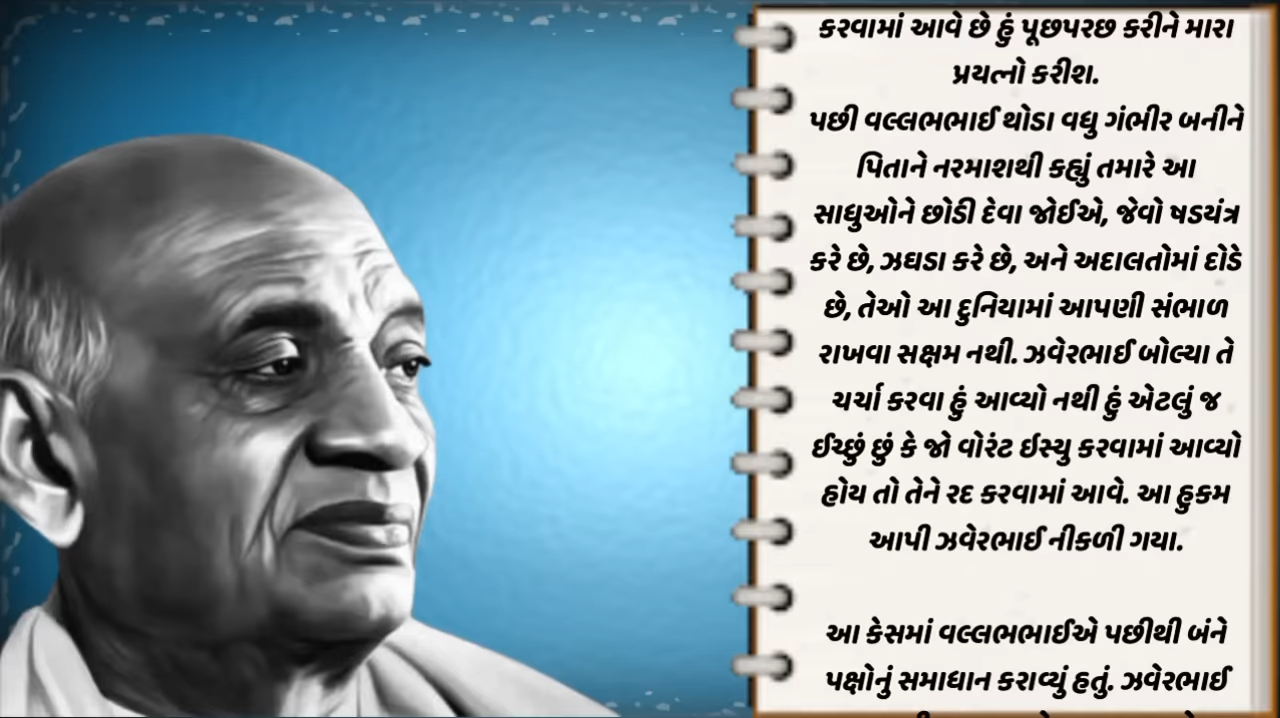 કરવામાં આવે છે હું પૂછપરછ કરીને મારા
પ્રયત્નો કરીશ.
પછી વલ્લભભાઈ થોડા વધુ ગંભીર બનીને
પિતાને નરમાશથી કહ્યું તમારે આ
સાધુઓને છોડી દેવા જોઈએ, જેવો ષડયંત્ર
કરે છે, ઝઘડા કરે છે, અને અદાલતોમાં દોડે
છે, તેઓ આ દુનિયામાં આપણી સંભાળ
રાખવા સક્ષમ નથી. ઝવેરભાઈ બોલ્યા તે
ચર્ચા કરવા હું આવ્યો નથી હું એટલું જ
ઈચ્છું છું કે જો વોરંટ ઇસ્યુ કરવામાં આવ્યો
હોય તો તેને રદ કરવામાં આવે. આ હુકમ
આપી ઝવેરભાઈ નીકળી ગયા.
આ કેસમાં વલ્લભભાઈએ પછીથી બંને
પક્ષોનું સમાધાન કરાવ્યું હતું. ઝવેરભાઈ